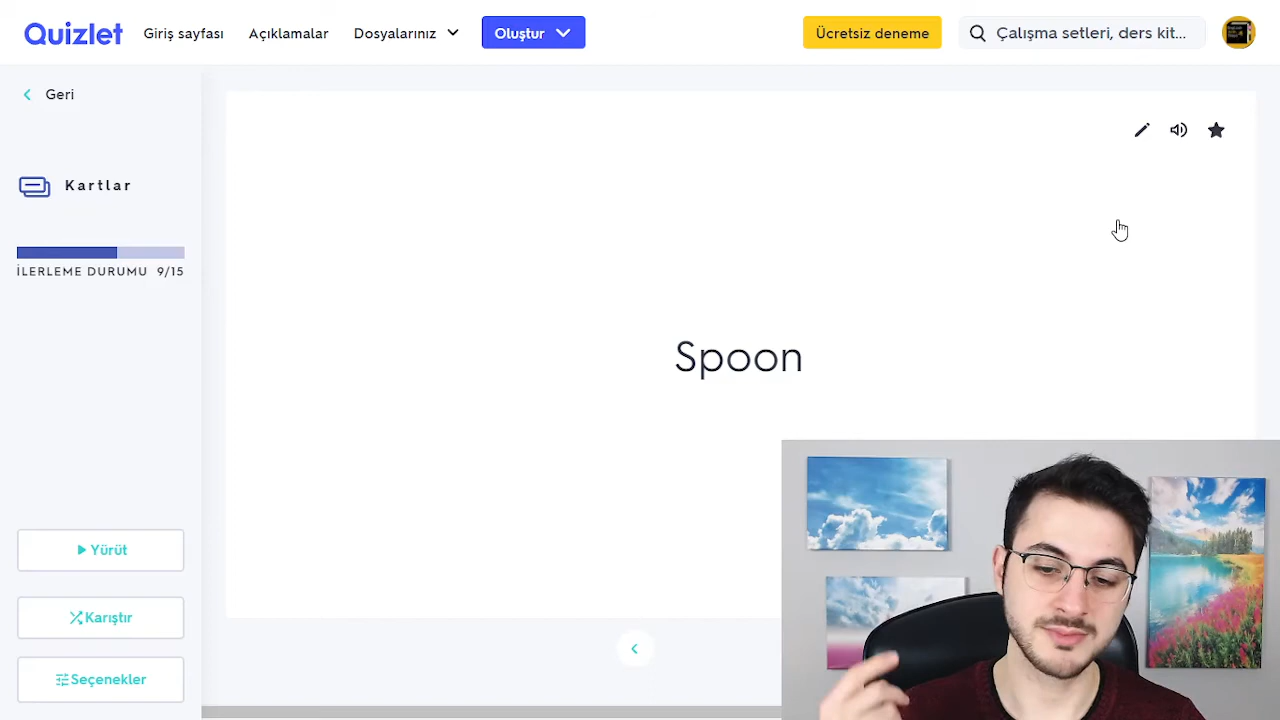 Quizlet
Giriş sayfası
Açıklamalar
Dosyalarınız
Oluştur
Ücretsiz deneme
Çalışma setleri, ders kit...
Geri
Kartlar
İLERLEME DURUMU 9/15
Spoon
Yürüt
Karıştır
Seçenekler